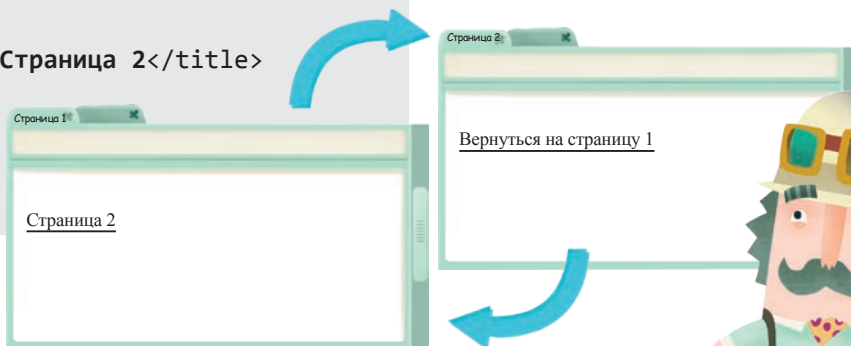 Страница 2</title>
Страница 1
Страница 2
Страница 2
Вернуться на страницу 1